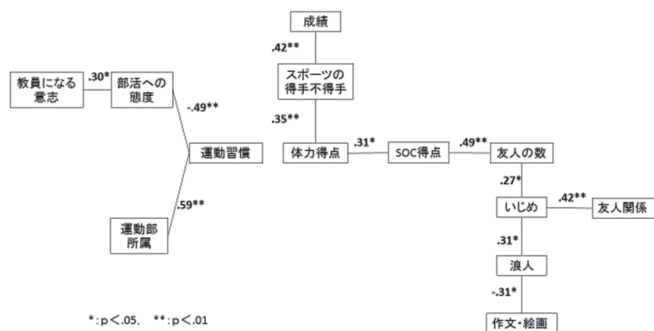 成績
.42**
スポーツの
得手不得手
.35**
教員になる
意志
.30*
部活への
態度
-.49**
運動習慣
.59**
運動部
所属
体力得点
.31*
SOC得点
.49**
友人の数
.27*
いじめ
.42**
友人関係
.31*
浪人
-.31*
作文・絵画
*:p<.05, **:p<.01